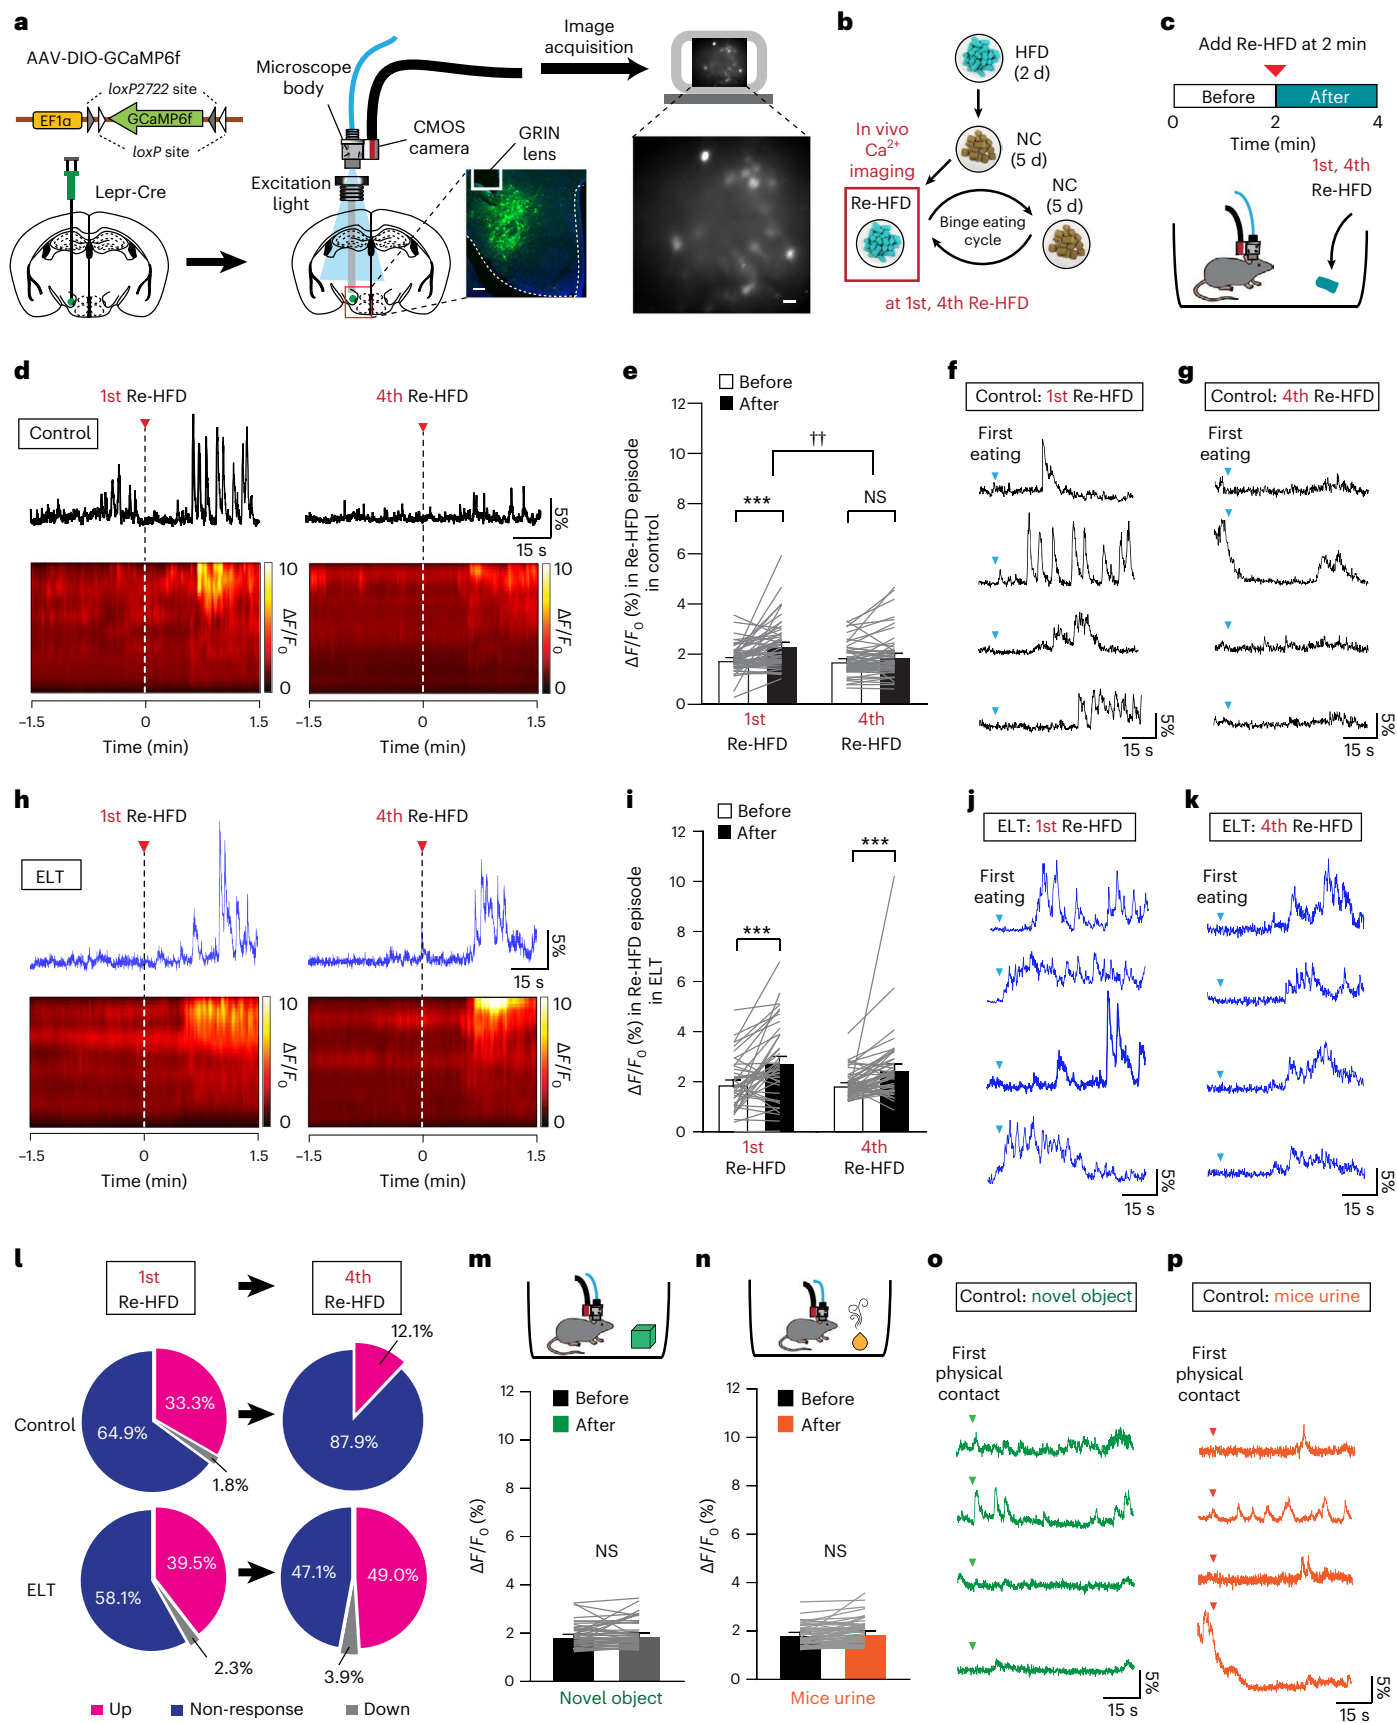 a
AAV-DIO-GCaMP6f
loxP2722 site
EF1α
GCaMP6f
loxP site
Lepr-Cre
Microscope
body
CMOS
camera
Excitation
light
GRIN
lens
Image
acquisition
b
HFD
(2 d)
NC
(5 d)
In vivo
Ca2+
imaging
Re-HFD
Binge eating
cycle
NC
(5 d)
at 1st, 4th Re-HFD
c
Add Re-HFD at 2 min
Before
After
0
2
4
Time (min)
1st, 4th
Re-HFD
d
1st Re-HFD
4th Re-HFD
Control
5%
15 s
10
ΔF/F0
0
10
ΔF/F0
0
–1.5
0
1.5
–1.5
0
1.5
Time (min)
Time (min)
e
Before
After
12
10
8
6
4
2
0
ΔF/F0 (%) in Re-HFD episode
in control
††
***
NS
1st
Re-HFD
4th
Re-HFD
f
Control: 1st Re-HFD
First
eating
5%
15 s
g
Control: 4th Re-HFD
First
eating
5%
15 s
h
1st Re-HFD
4th Re-HFD
ELT
5%
15 s
10
ΔF/F0
0
10
ΔF/F0
0
–1.5
0
1.5
–1.5
0
1.5
Time (min)
Time (min)
i
Before
After
12
10
8
6
4
2
0
ΔF/F0 (%) in Re-HFD episode
in ELT
***
***
1st
Re-HFD
4th
Re-HFD
j
ELT: 1st Re-HFD
First
eating
5%
15 s
k
ELT: 4th Re-HFD
First
eating
5%
15 s
l
1st
Re-HFD
4th
Re-HFD
Control
33.3%
64.9%
1.8%
12.1%
87.9%
ELT
39.5%
58.1%
2.3%
47.1%
49.0%
3.9%
Up
Non-response
Down
m
12
10
8
6
4
2
0
ΔF/F0 (%)
Before
After
NS
Novel object
n
12
10
8
6
4
2
0
ΔF/F0 (%)
Before
After
NS
Mice urine
o
Control: novel object
First
physical
contact
5%
15 s
p
Control: mice urine
First
physical
contact
5%
15 s